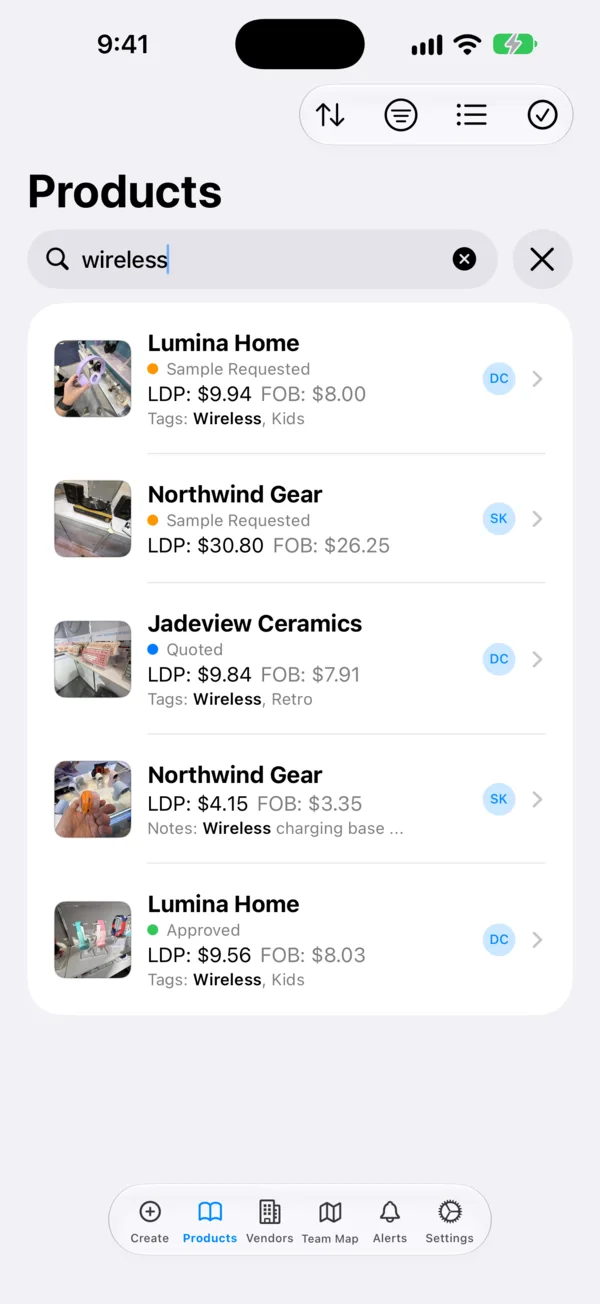 9:41
Products
wireless
Lumina Home
Sample Requested
LDP: $9.94 FOB: $8.00
Tags: Wireless, Kids
DC
Northwind Gear
Sample Requested
LDP: $30.80 FOB: $26.25
SK
Jadeview Ceramics
Quoted
LDP: $9.84 FOB: $7.91
Tags: Wireless, Retro
DC
Northwind Gear
LDP: $4.15 FOB: $3.35
Notes: Wireless charging base ...
SK
Lumina Home
Approved
LDP: $9.56 FOB: $8.03
Tags: Wireless, Kids
DC
Create Products Vendors Team Map Alerts Settings